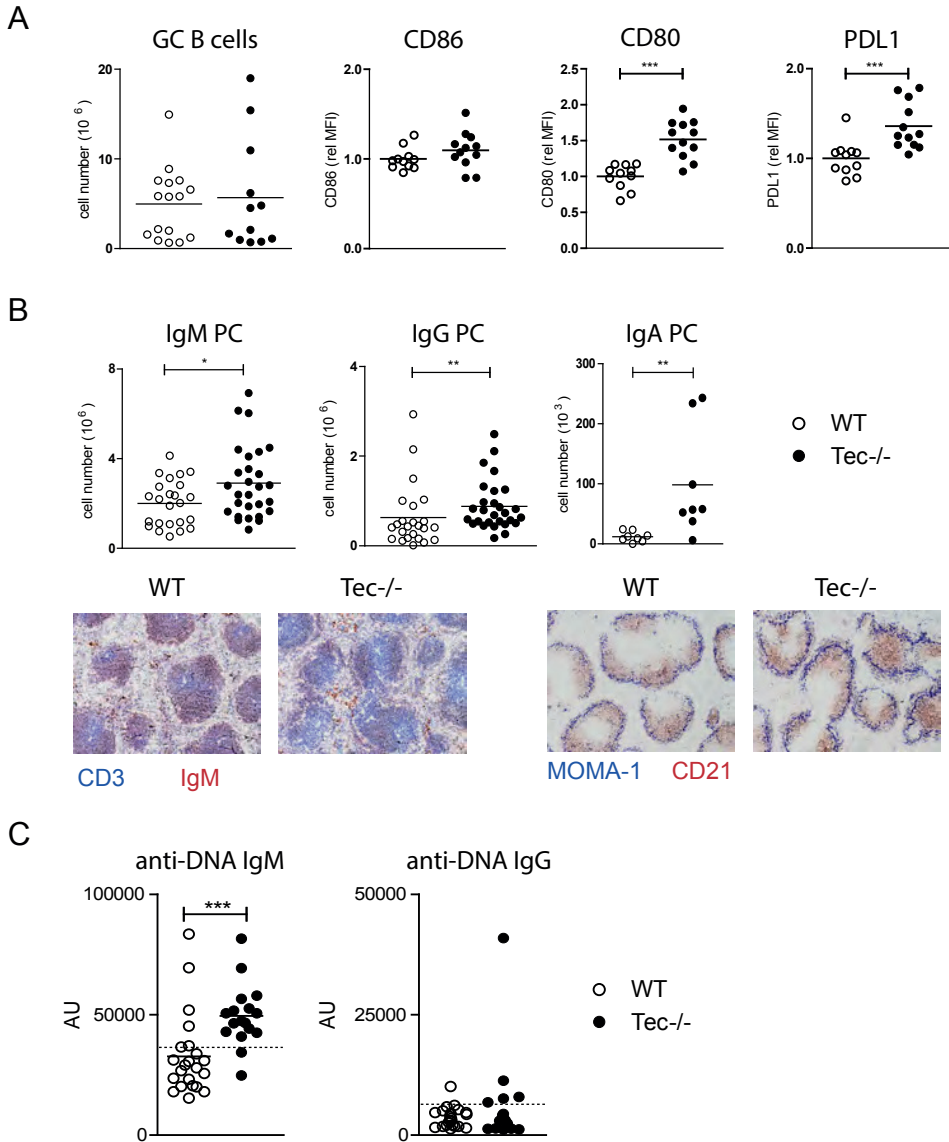 A
GC B cells
CD86
CD80
PDL1
cell number (10 6)
20
10
0
CD86 (rel MFI)
2.0
1.0
0.0
CD80 (rel MFI)
2.5
2.0
1.5
1.0
0.5
0.0
***
PDL1 (rel MFI)
2.0
1.0
0.0
***
B
IgM PC
IgG PC
IgA PC
cell number (10 6)
8
4
0
*
cell number (10 6)
4
2
0
**
cell number (10 3)
300
200
100
0
**
WT
Tec-/-
WT
Tec-/-
WT
Tec-/-
CD3
IgM
MOMA-1
CD21
C
anti-DNA IgM
anti-DNA IgG
AU
100000
50000
0
***
AU
50000
25000
0
WT
Tec-/-